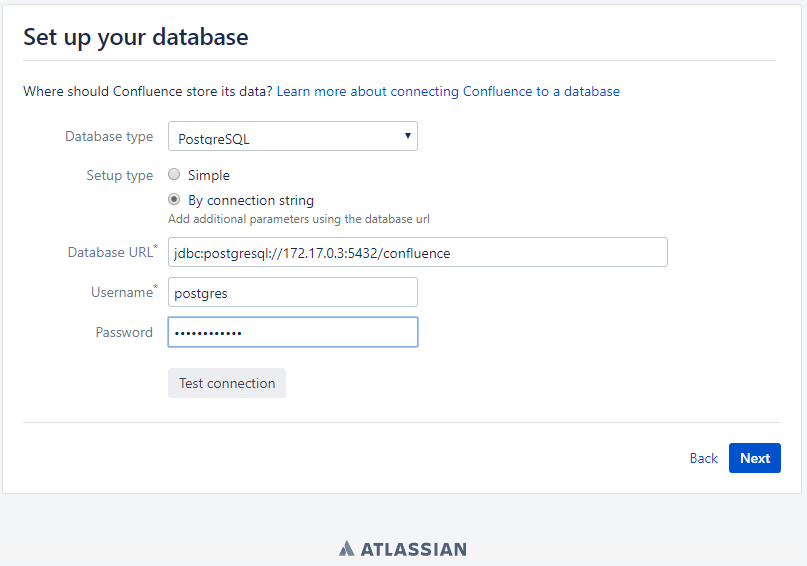 Set up your database
Where should Confluence store its data? Learn more about connecting Confluence to a database
Database type PostgreSQL
Setup type Simple
By connection string
Add additional parameters using the database url
Database URL* jdbc:postgresql://172.17.0.3:5432/confluence
Username* postgres
Password ••••••••••••
Test connection
Back Next
ATLASSIAN